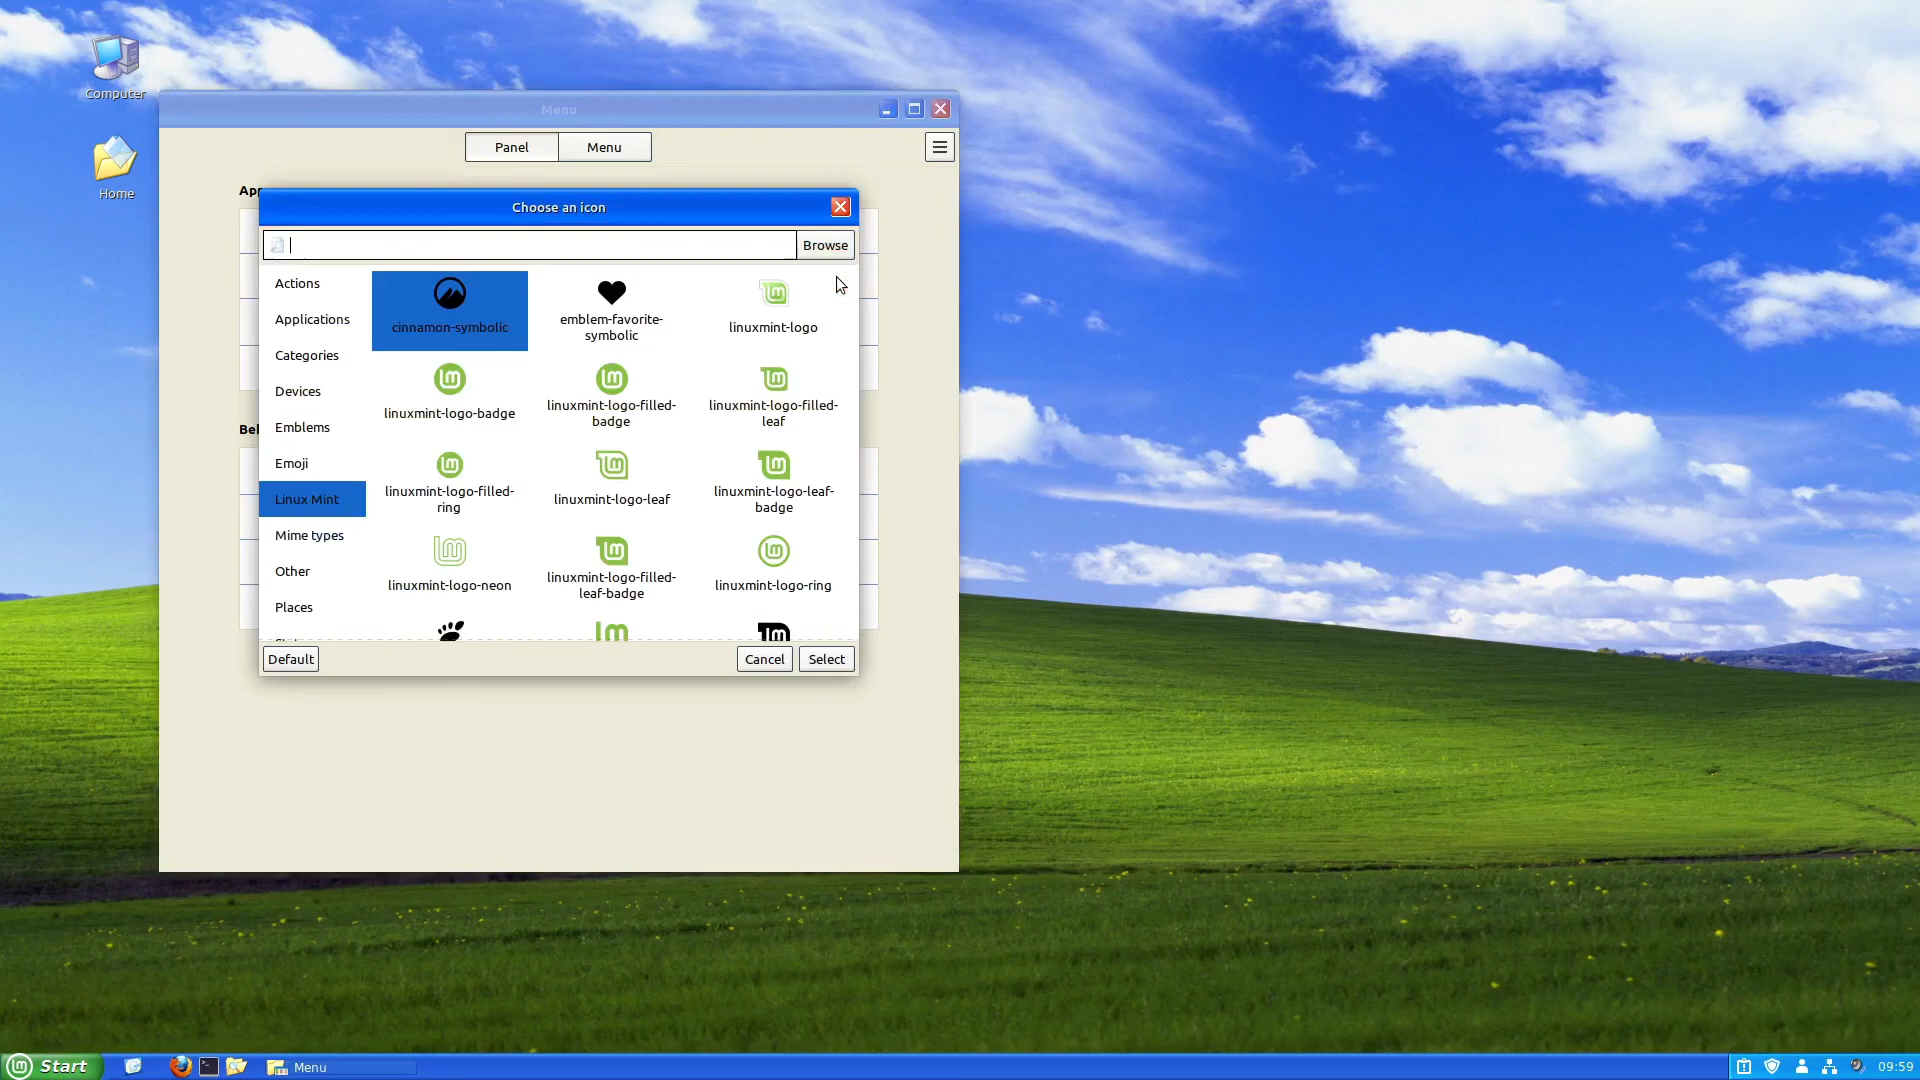 Computer
Home
Menu
Panel
Menu
App
Choose an icon
Browse
Actions
Applications
Categories
Devices
Emblems
Emoji
Linux Mint
Mime types
Other
Places
cinnamon-symbolic
emblem-favorite-
symbolic
linuxmint-logo
linuxmint-logo-badge
linuxmint-logo-filled-
badge
linuxmint-logo-filled-
leaf
linuxmint-logo-filled-
ring
linuxmint-logo-leaf
linuxmint-logo-leaf-
badge
linuxmint-logo-neon
linuxmint-logo-filled-
leaf-badge
linuxmint-logo-ring
Default
Cancel
Select
Start
Menu
09:59